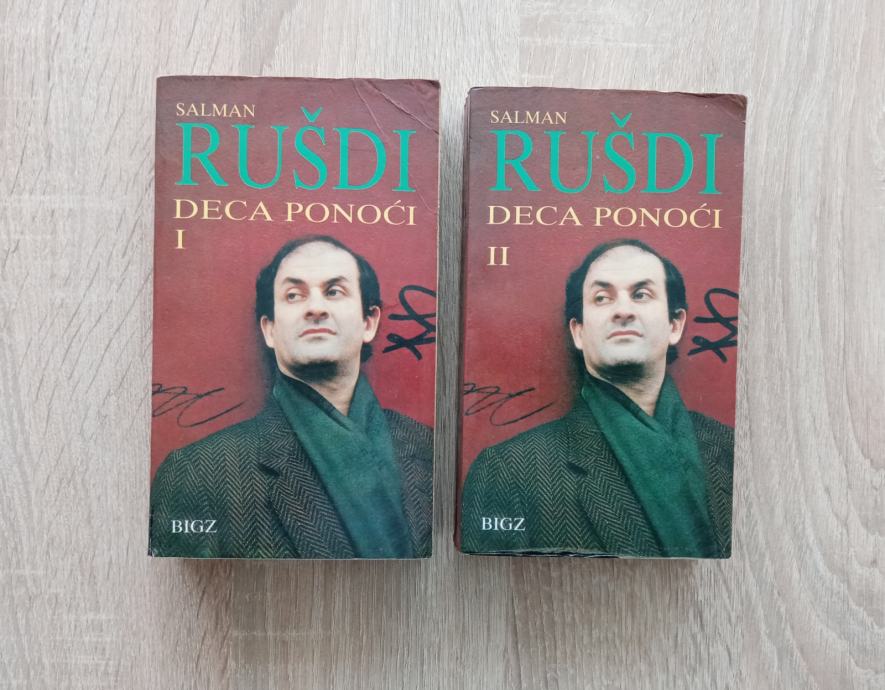 SALMAN
RUŠDI
DECA PONOĆI
I
BIGZ
SALMAN
RUŠDI
DECA PONOĆI
II
BIGZ